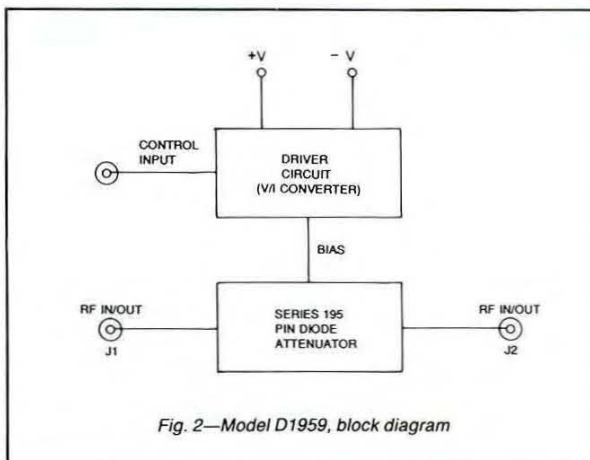 +V
– V
CONTROL
INPUT
DRIVER
CIRCUIT
(V/I CONVERTER)
BIAS
RF IN/OUT
J1
SERIES 195
PIN DIODE
ATTENUATOR
RF IN/OUT
J2
Fig. 2—Model D1959, block diagram